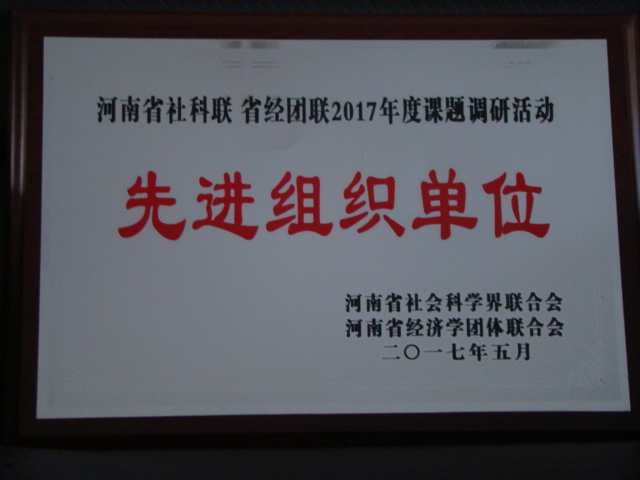 河南省社科联 省经团联2017年度课题调研活动
先进组织单位
河南省社会科学界联合会
河南省经济学团体联合会
二〇一七年五月